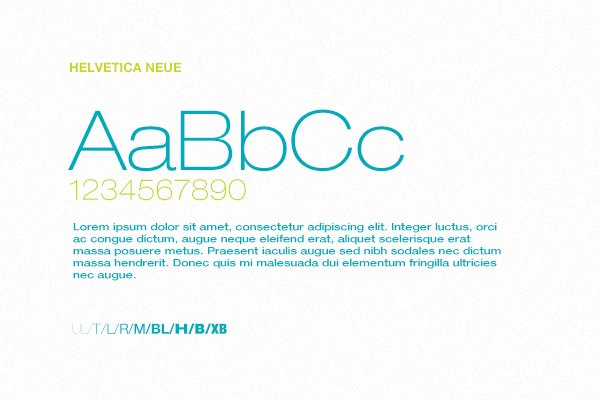 HELVETICA NEUE
AaBbCc
1234567890
Lorem ipsum dolor sit amet, consectetur adipiscing elit. Integer luctus, orci
ac congue dictum, augue neque eleifend erat, aliquet scelerisque erat
massa posuere metus. Praesent iaculis augue sed nibh sodales nec dictum
massa hendrerit. Donec quis mi malesuada dui elementum fringilla ultricies
nec augue.
UL/T/L/R/M/BL/H/B/XB